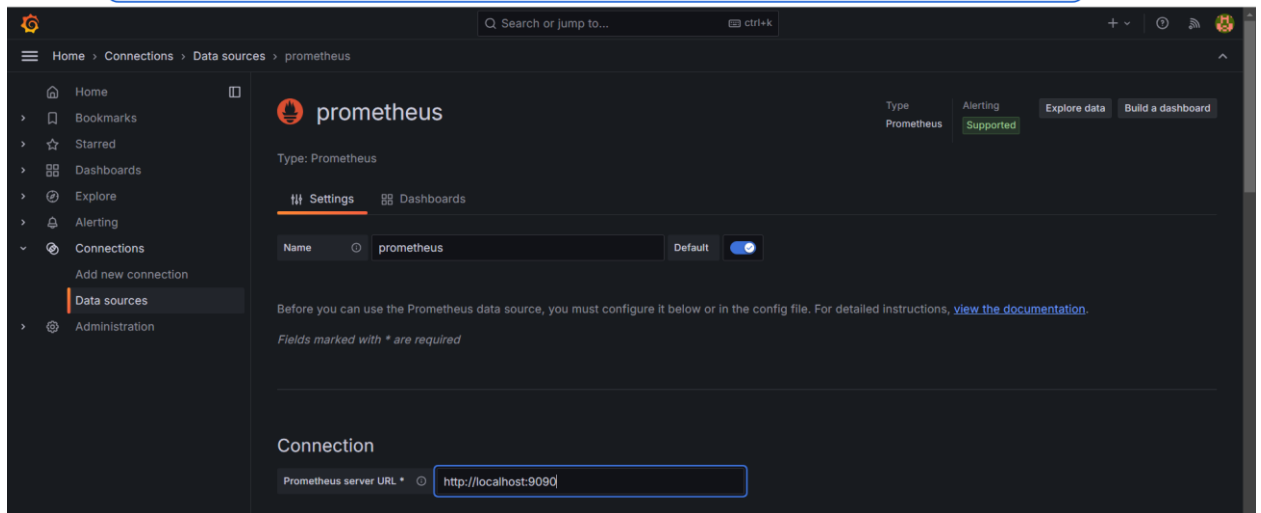 Search or jump to... ctrl+k
Home > Connections > Data sources > prometheus
Home
Bookmarks
Starred
Dashboards
Explore
Alerting
Connections
Add new connection
Data sources
Administration
prometheus
Type
Prometheus
Alerting
Supported
Explore data
Build a dashboard
Type: Prometheus
Settings Dashboards
Name prometheus Default
Before you can use the Prometheus data source, you must configure it below or in the config file. For detailed instructions, view the documentation.
Fields marked with * are required
Connection
Prometheus server URL * http://localhost:9090